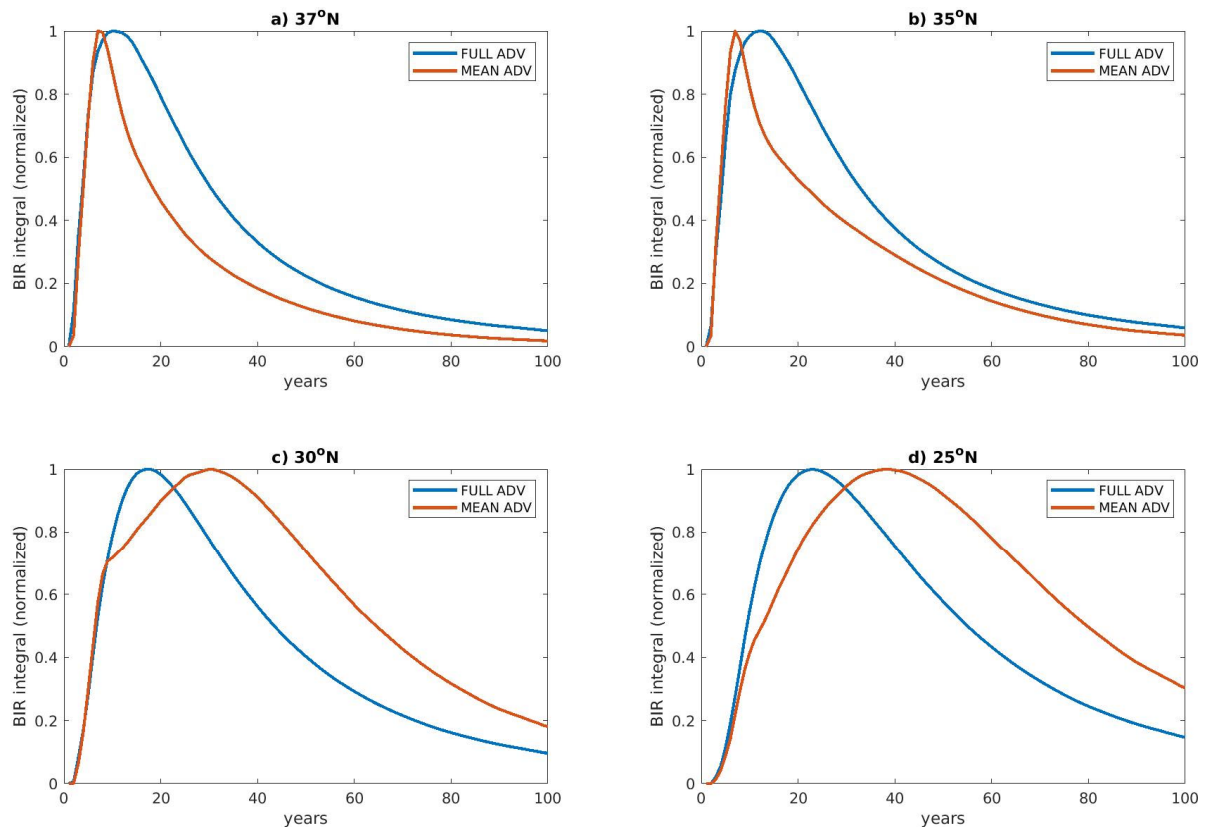 a) 37°N
BIR integral (normalized)
1
0.8
0.6
0.4
0.2
0
0 20 40 60 80 100
years
FULL ADV
MEAN ADV
b) 35°N
BIR integral (normalized)
1
0.8
0.6
0.4
0.2
0
0 20 40 60 80 100
years
FULL ADV
MEAN ADV
c) 30°N
BIR integral (normalized)
1
0.8
0.6
0.4
0.2
0
0 20 40 60 80 100
years
FULL ADV
MEAN ADV
d) 25°N
BIR integral (normalized)
1
0.8
0.6
0.4
0.2
0
0 20 40 60 80 100
years
FULL ADV
MEAN ADV